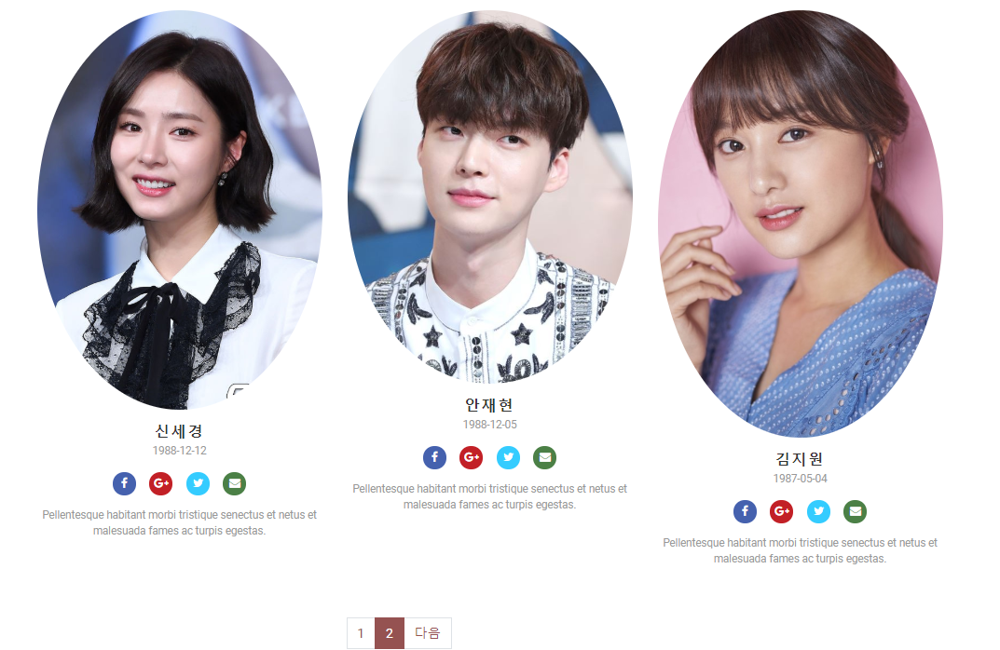 신세경
1988-12-12
Pellentesque habitant morbi tristique senectus et netus et
malesuada fames ac turpis egestas.
안재현
1988-12-05
Pellentesque habitant morbi tristique senectus et netus et
malesuada fames ac turpis egestas.
김지원
1987-05-04
Pellentesque habitant morbi tristique senectus et netus et
malesuada fames ac turpis egestas.
1 2 다음